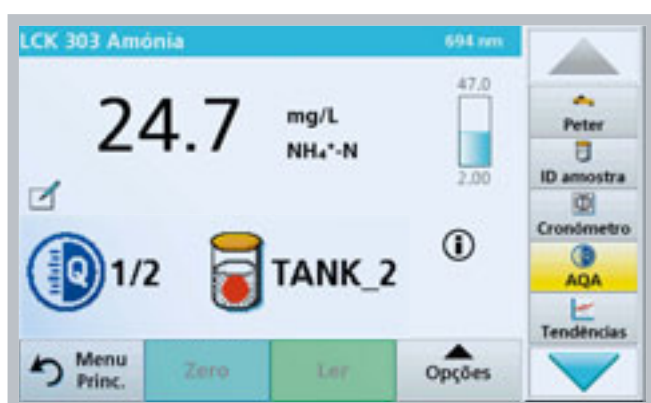 LCK 303 Amónia 694 nm
24.7 mg/L
NH₄⁺-N
47.0
2.00
Q 1/2 TANK_2
Menu Princ.
Zero
Ler
Opções
Peter
ID amostra
Cronómetro
AQA
Tendências